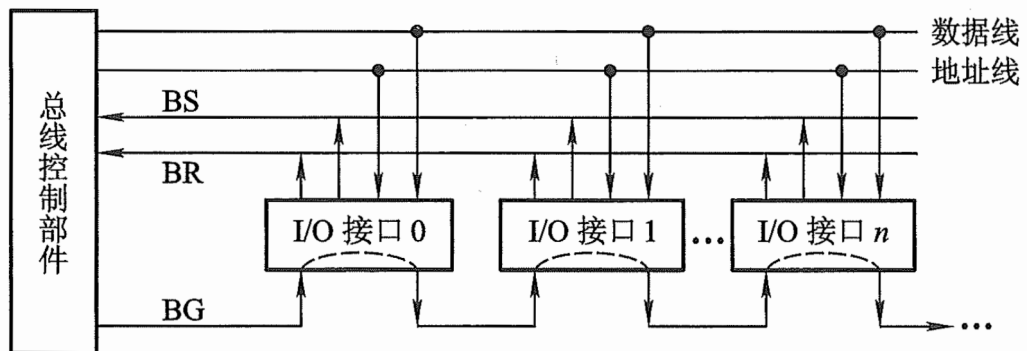 数据线
地址线
BS
BR
总线控制部件
I/O 接口 0
I/O 接口 1
…
I/O 接口 n
BG
…